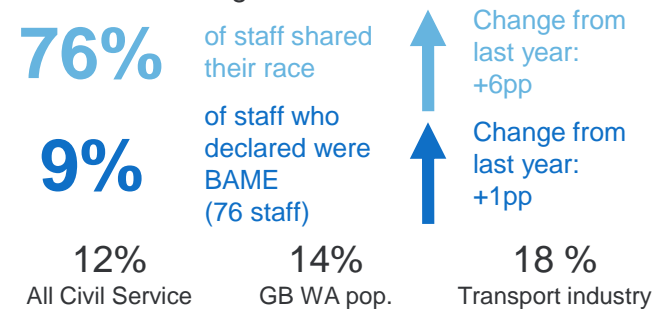 76%
of staff shared
their race
Change from
last year:
+6pp
9%
of staff who
declared were
BAME
(76 staff)
Change from
last year:
+1pp
12%
All Civil Service
14%
GB WA pop.
18 %
Transport industry